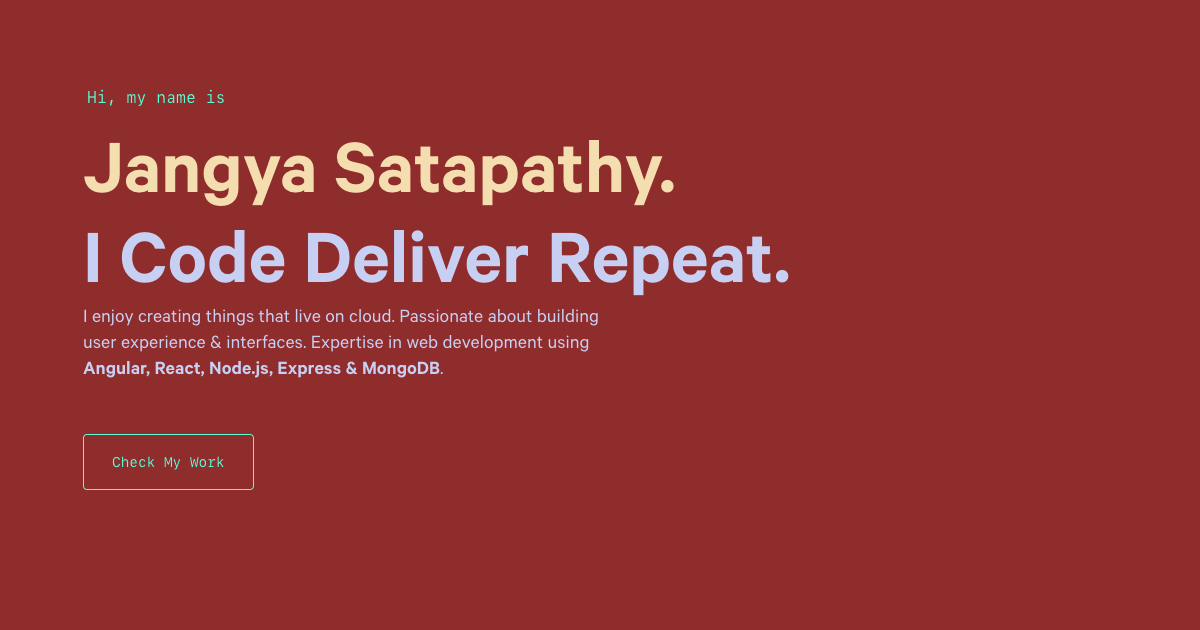 Hi, my name is
Jangya Satapathy.
I Code Deliver Repeat.
I enjoy creating things that live on cloud. Passionate about building
user experience & interfaces. Expertise in web development using
Angular, React, Node.js, Express & MongoDB.
Check My Work